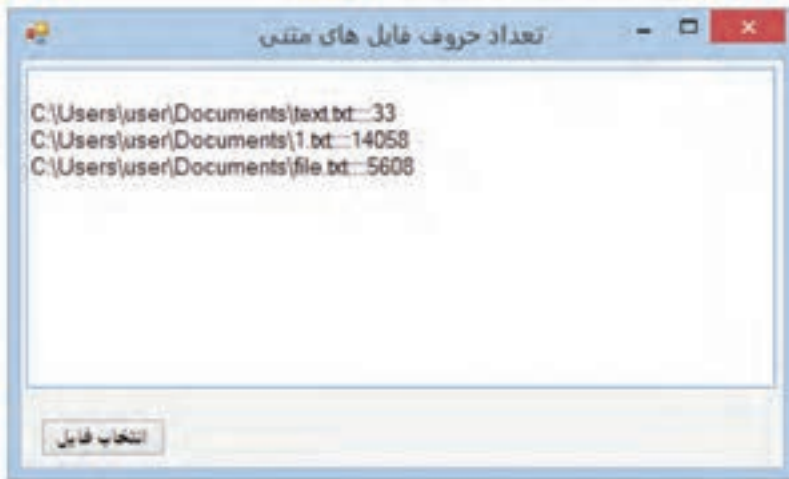 تعداد حروف فایل های متنی
C:\Users\user\Documents\text.txt:::33
C:\Users\user\Documents\1.txt:::14058
C:\Users\user\Documents\file.txt:::5608
انتخاب فایل